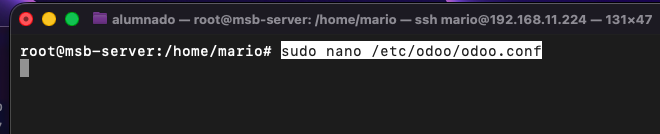 alumnado — root@msb-server: /home/mario — ssh mario@192.168.11.224 — 131×47
root@msb-server:/home/mario# sudo nano /etc/odoo/odoo.conf